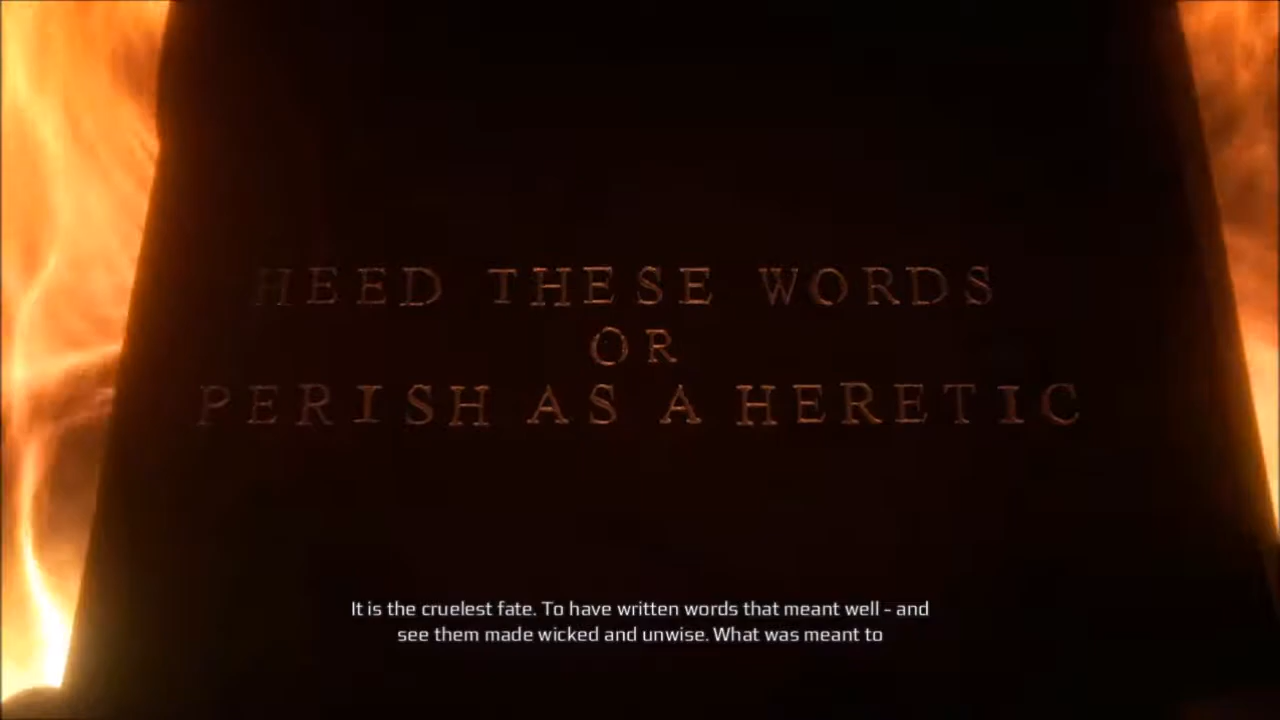 HEED THESE WORDS
OR
PERISH AS A HERETIC
It is the cruelest fate. To have written words that meant well - and
see them made wicked and unwise. What was meant to